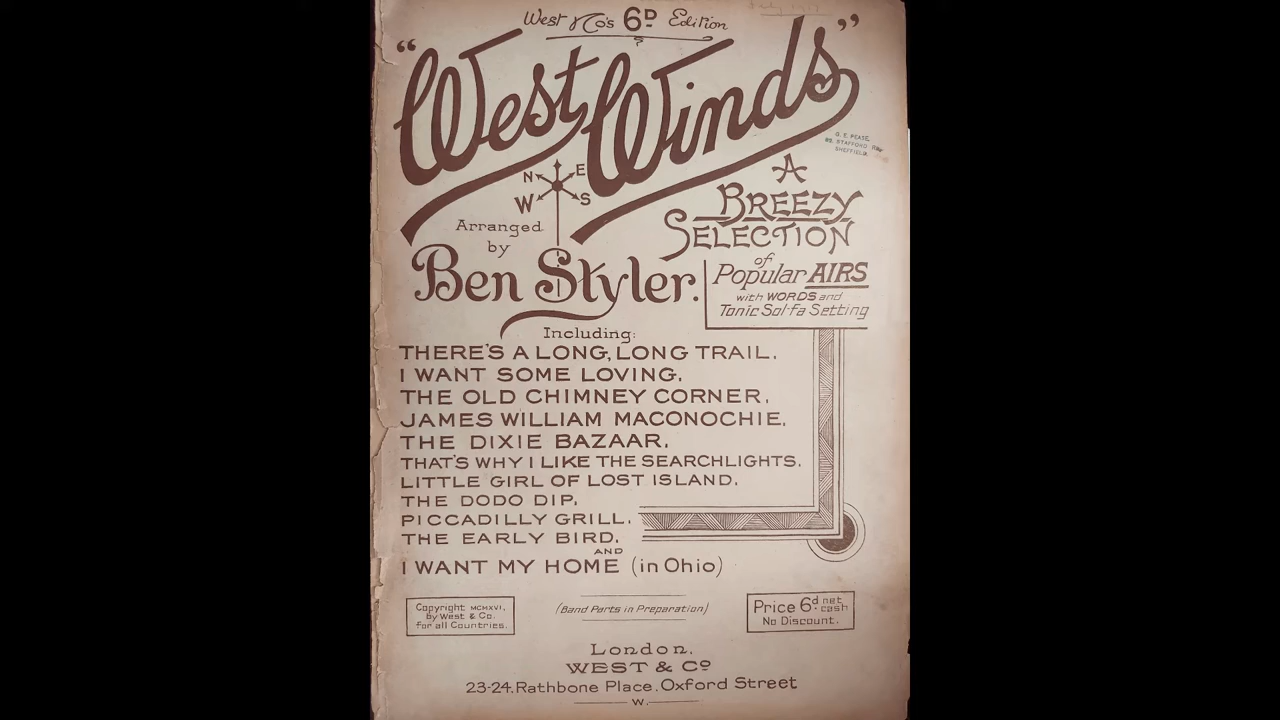 West & Co's 6D Edition
"West Winds"
G. E. PEASE,
STAFFORD
SHEFFIELD.
N E
W S
A
BREEZY
SELECTION
of
Popular AIRS
with WORDS and
Tonic Sol-fa Setting
Arranged
by
Ben Styler.
Including:
THERE'S A LONG, LONG TRAIL.
I WANT SOME LOVING.
THE OLD CHIMNEY CORNER.
JAMES WILLIAM MACONOCHIE.
THE DIXIE BAZAAR.
THAT'S WHY I LIKE THE SEARCHLIGHTS.
LITTLE GIRL OF LOST ISLAND.
THE DODO DIP.
PICCADILLY GRILL.
THE EARLY BIRD.
AND
I WANT MY HOME (in Ohio)
Copyright MCMXVI,
by West & Co.
for all Countries.
(Band Parts in Preparation)
Price 6d. net cash
No Discount.
London.
WEST & Co
23-24. Rathbone Place. Oxford Street
W.